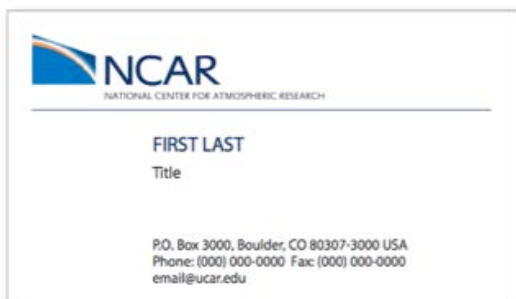 NCAR
NATIONAL CENTER FOR ATMOSPHERIC RESEARCH
FIRST LAST
Title
P.O. Box 3000, Boulder, CO 80307-3000 USA
Phone: (000) 000-0000 Fax: (000) 000-0000
email@ucar.edu